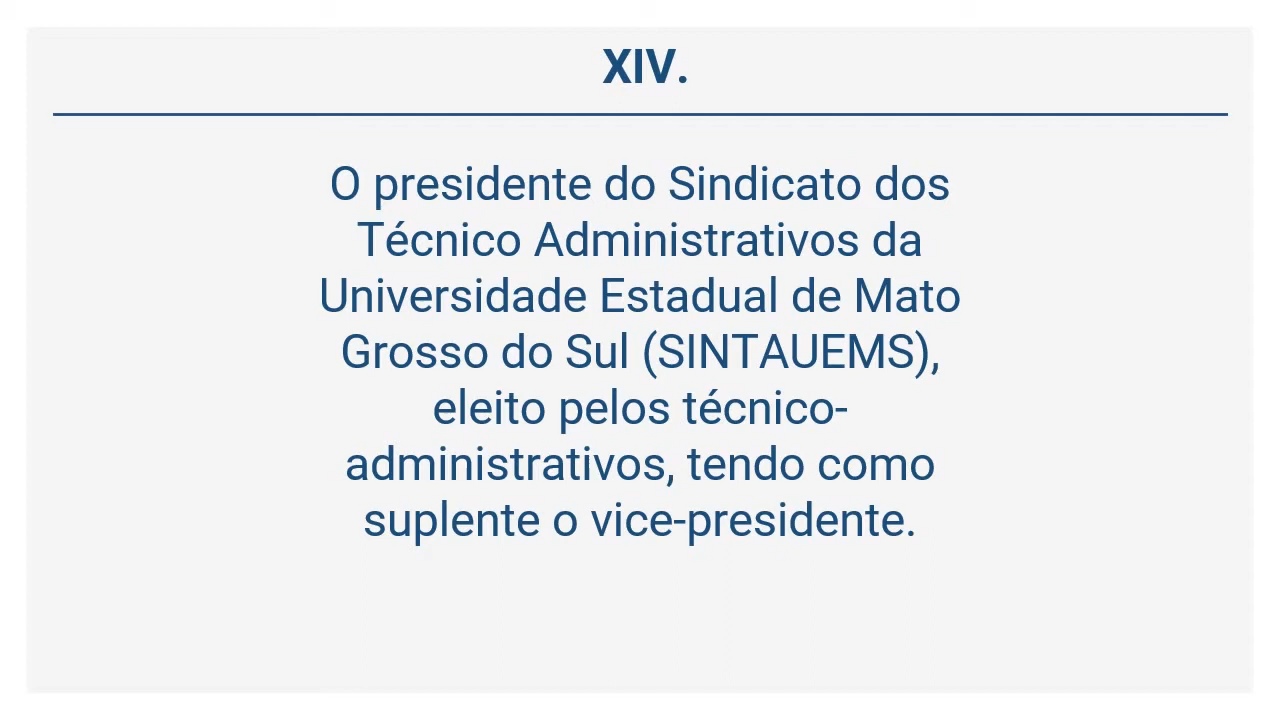 XIV.
O presidente do Sindicato dos
Técnico Administrativos da
Universidade Estadual de Mato
Grosso do Sul (SINTAUEMS),
eleito pelos técnico-
administrativos, tendo como
suplente o vice-presidente.